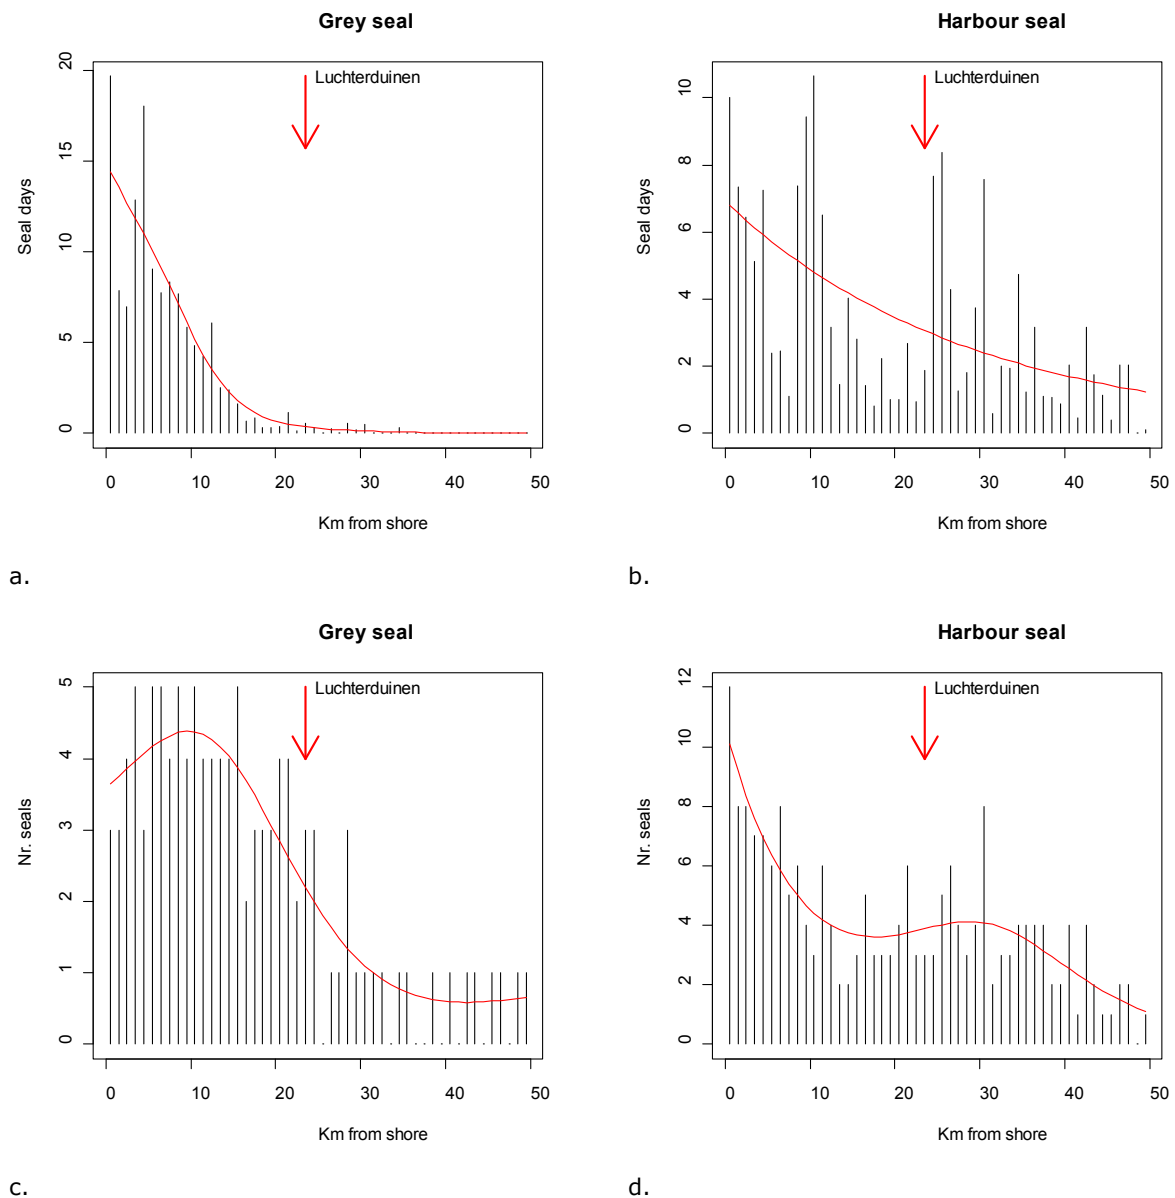 Grey seal
Luchterduinen
Seal days
0 5 10 15 20
0 10 20 30 40 50
Km from shore
a.
Harbour seal
Luchterduinen
Seal days
0 2 4 6 8 10
0 10 20 30 40 50
Km from shore
b.
Grey seal
Luchterduinen
Nr. seals
0 1 2 3 4 5
0 10 20 30 40 50
Km from shore
c.
Harbour seal
Luchterduinen
Nr. seals
0 2 4 6 8 10 12
0 10 20 30 40 50
Km from shore
d.